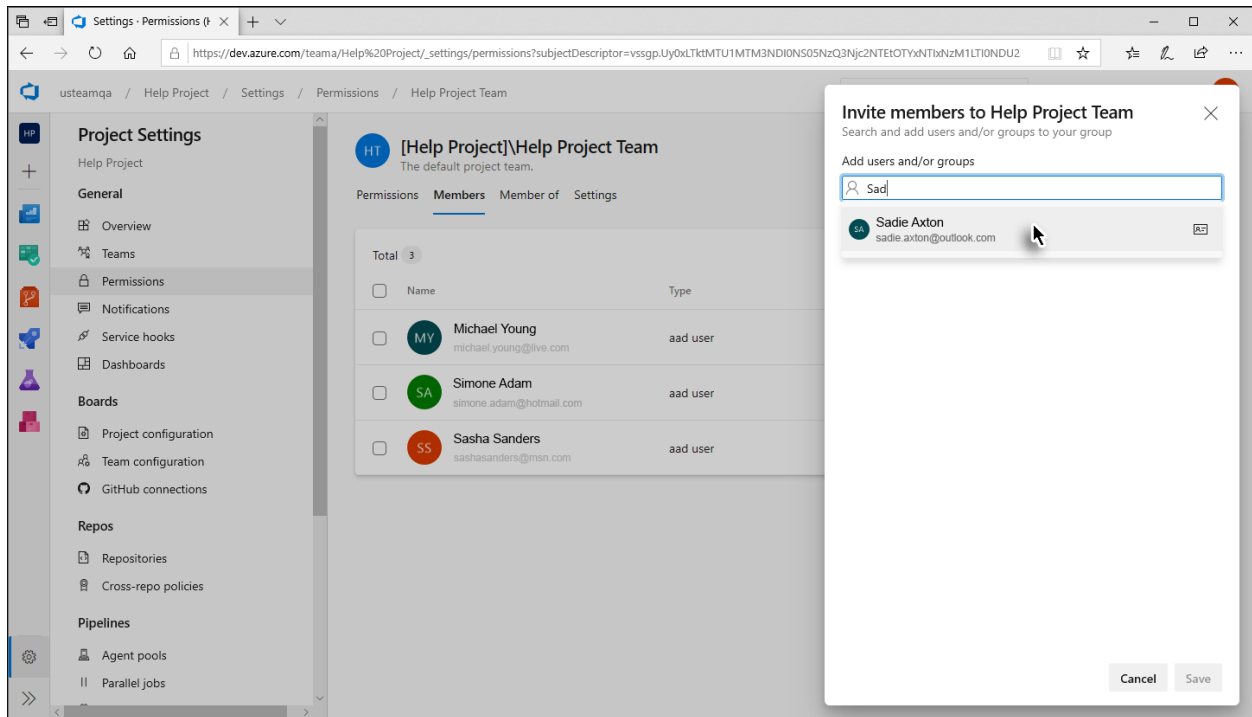 Settings · Permissions (H
https://dev.azure.com/teama/Help%20Project/_settings/permissions?subjectDescriptor=vssgp.Uy0xLTktMTU1MTM3NDI0NS05NzQ3Njc2NTEtOTYxNTIxNzM1LTI0NDU2
usteamqa / Help Project / Settings / Permissions / Help Project Team
HP
Project Settings
Help Project
General
Overview
Teams
Permissions
Notifications
Service hooks
Dashboards
Boards
Project configuration
Team configuration
GitHub connections
Repos
Repositories
Cross-repo policies
Pipelines
Agent pools
Parallel jobs
HT
[Help Project]\Help Project Team
The default project team.
Permissions Members Member of Settings
Total 3
Name Type
MY Michael Young aad user
michael.young@live.com
SA Simone Adam aad user
simone.adam@hotmail.com
SS Sasha Sanders aad user
sashasanders@msn.com
Invite members to Help Project Team
Search and add users and/or groups to your group
Add users and/or groups
Sad
SA Sadie Axton
sadie.axton@outlook.com
Cancel Save